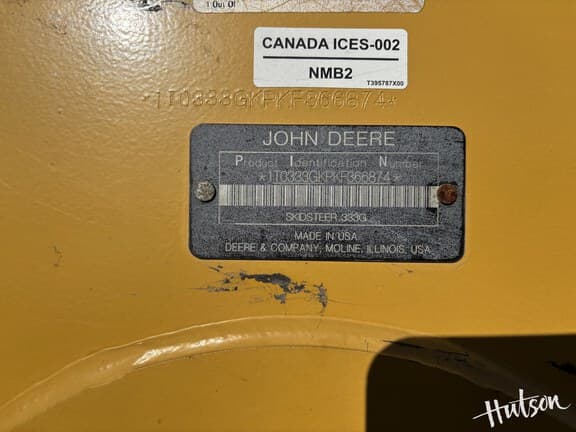 CANADA ICES-002
NMB2
T395787X00
*1T0333GKPKF366874*
JOHN DEERE
Product Identification Number
*1T0333GKPKF366874*
SKIDSTEER 333G
MADE IN USA
DEERE & COMPANY, MOLINE, ILLINOIS, USA
Hutson